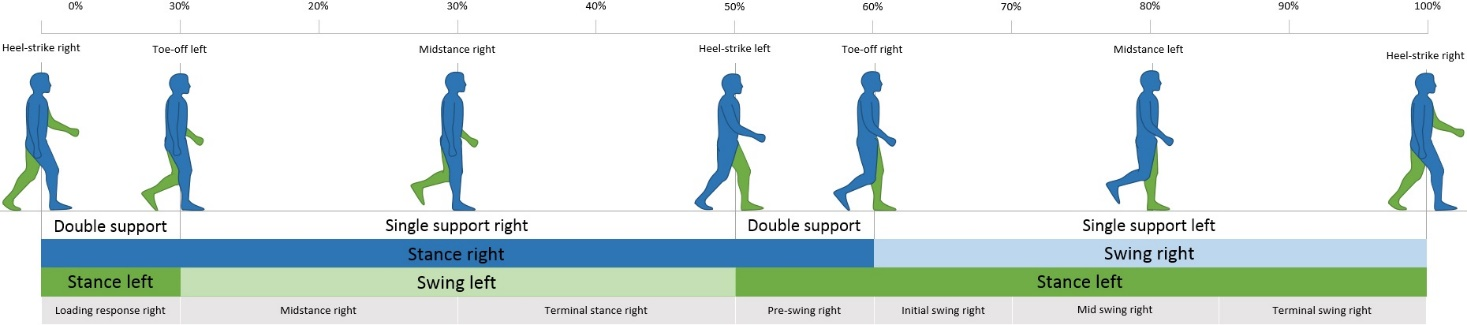 0% 30% 20% 30% 40% 50% 60% 70% 80% 90% 100%
Heel-strike right Toe-off left Midstance right Heel-strike left Toe-off right Midstance left Heel-strike right
Double support Single support right Double support Single support left
Stance right Swing right
Stance left Swing left Stance left
Loading response right Midstance right Terminal stance right Pre-swing right Initial swing right Mid swing right Terminal swing right